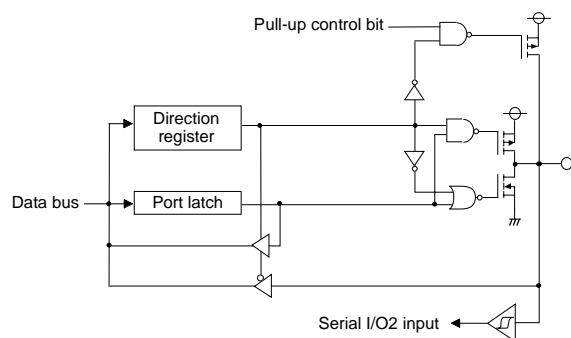 Pull-up control bit
Direction
register
Data bus
Port latch
Serial I/O2 input